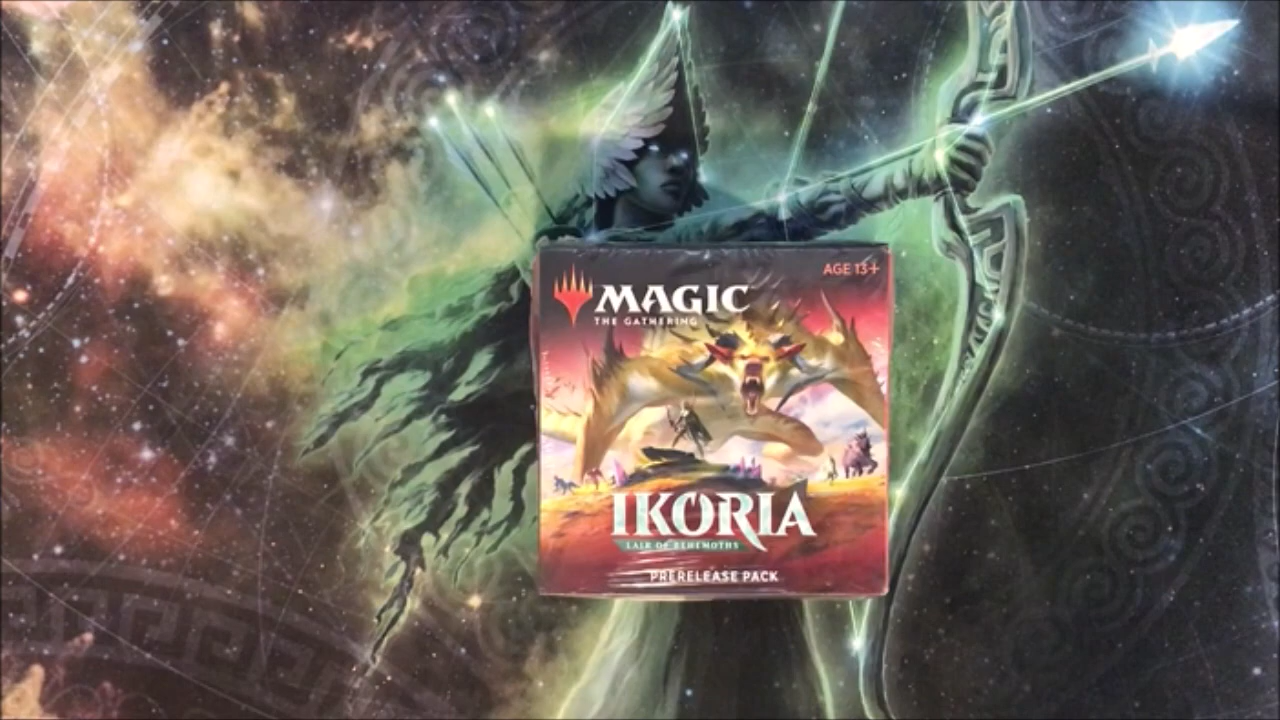 AGE 13+
MAGIC
THE GATHERING
IKORIA
LAIR OF BEHEMOTHS
PRERELEASE PACK